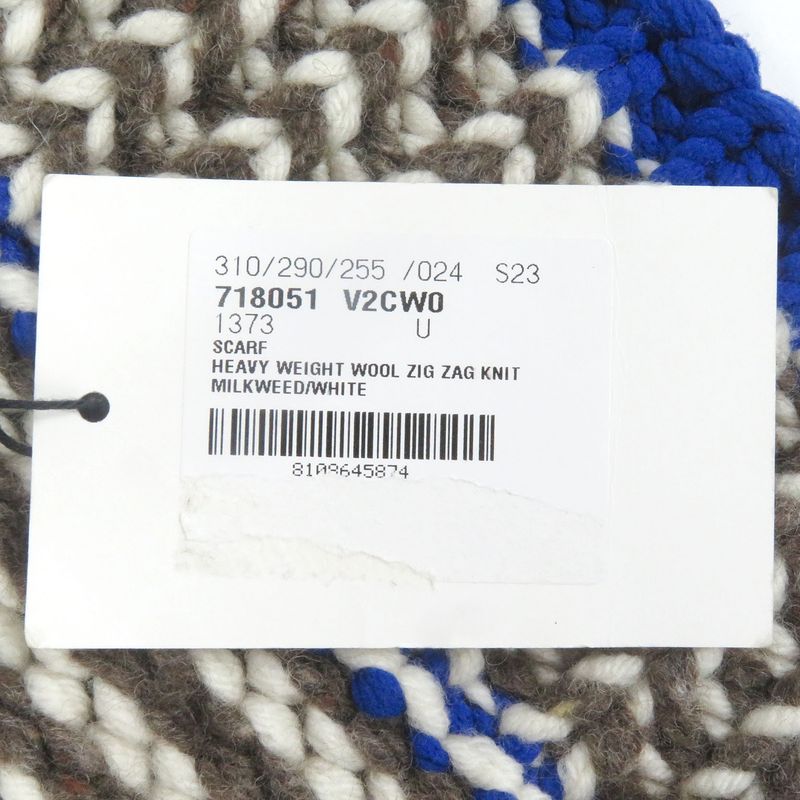 310/290/255 /024 S23
718051 V2CW0
1373 U
SCARF
HEAVY WEIGHT WOOL ZIG ZAG KNIT
MILKWEED/WHITE
8109645874